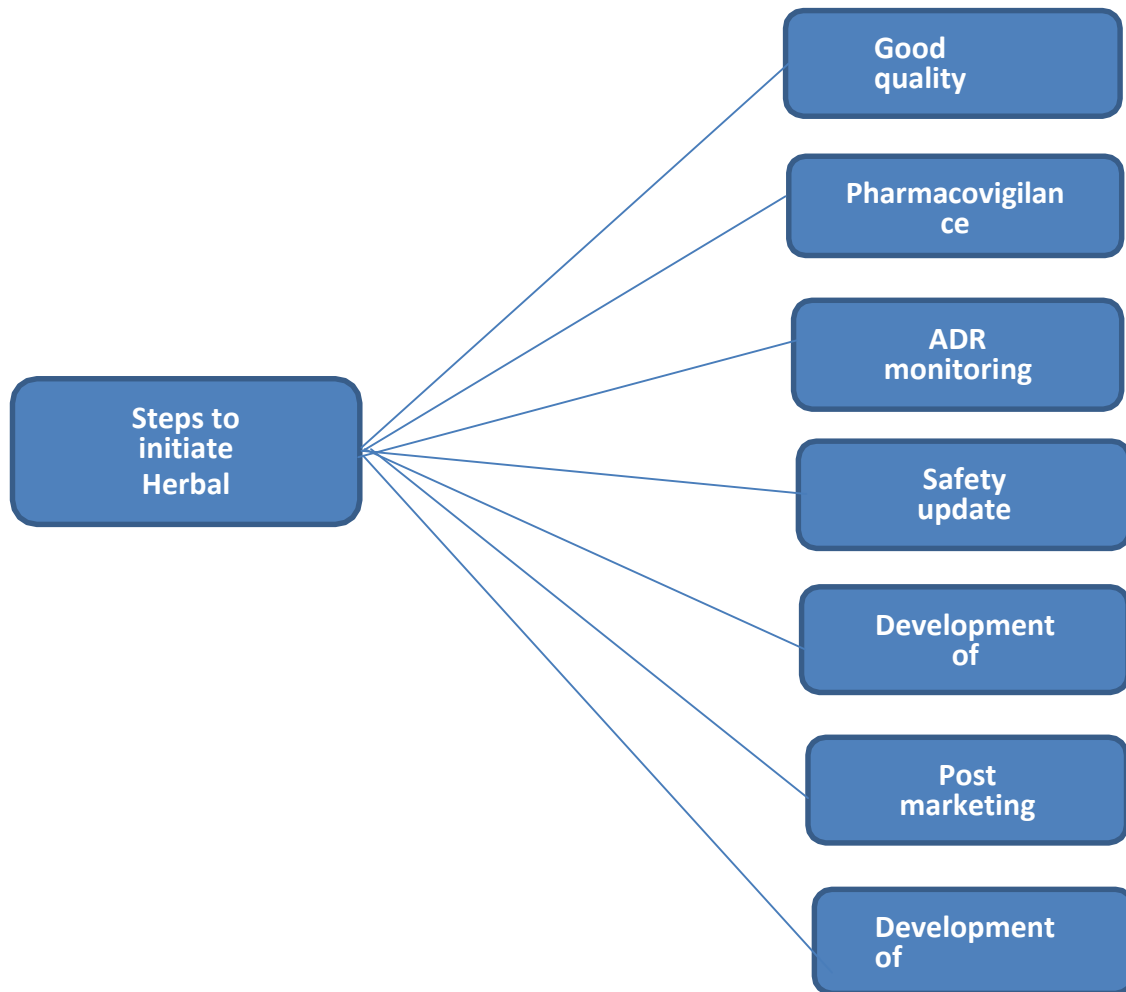 Good
quality
Pharmacovigilan
ce
ADR
monitoring
Steps to
initiate
Herbal
Safety
update
Development
of
Post
marketing
Development
of